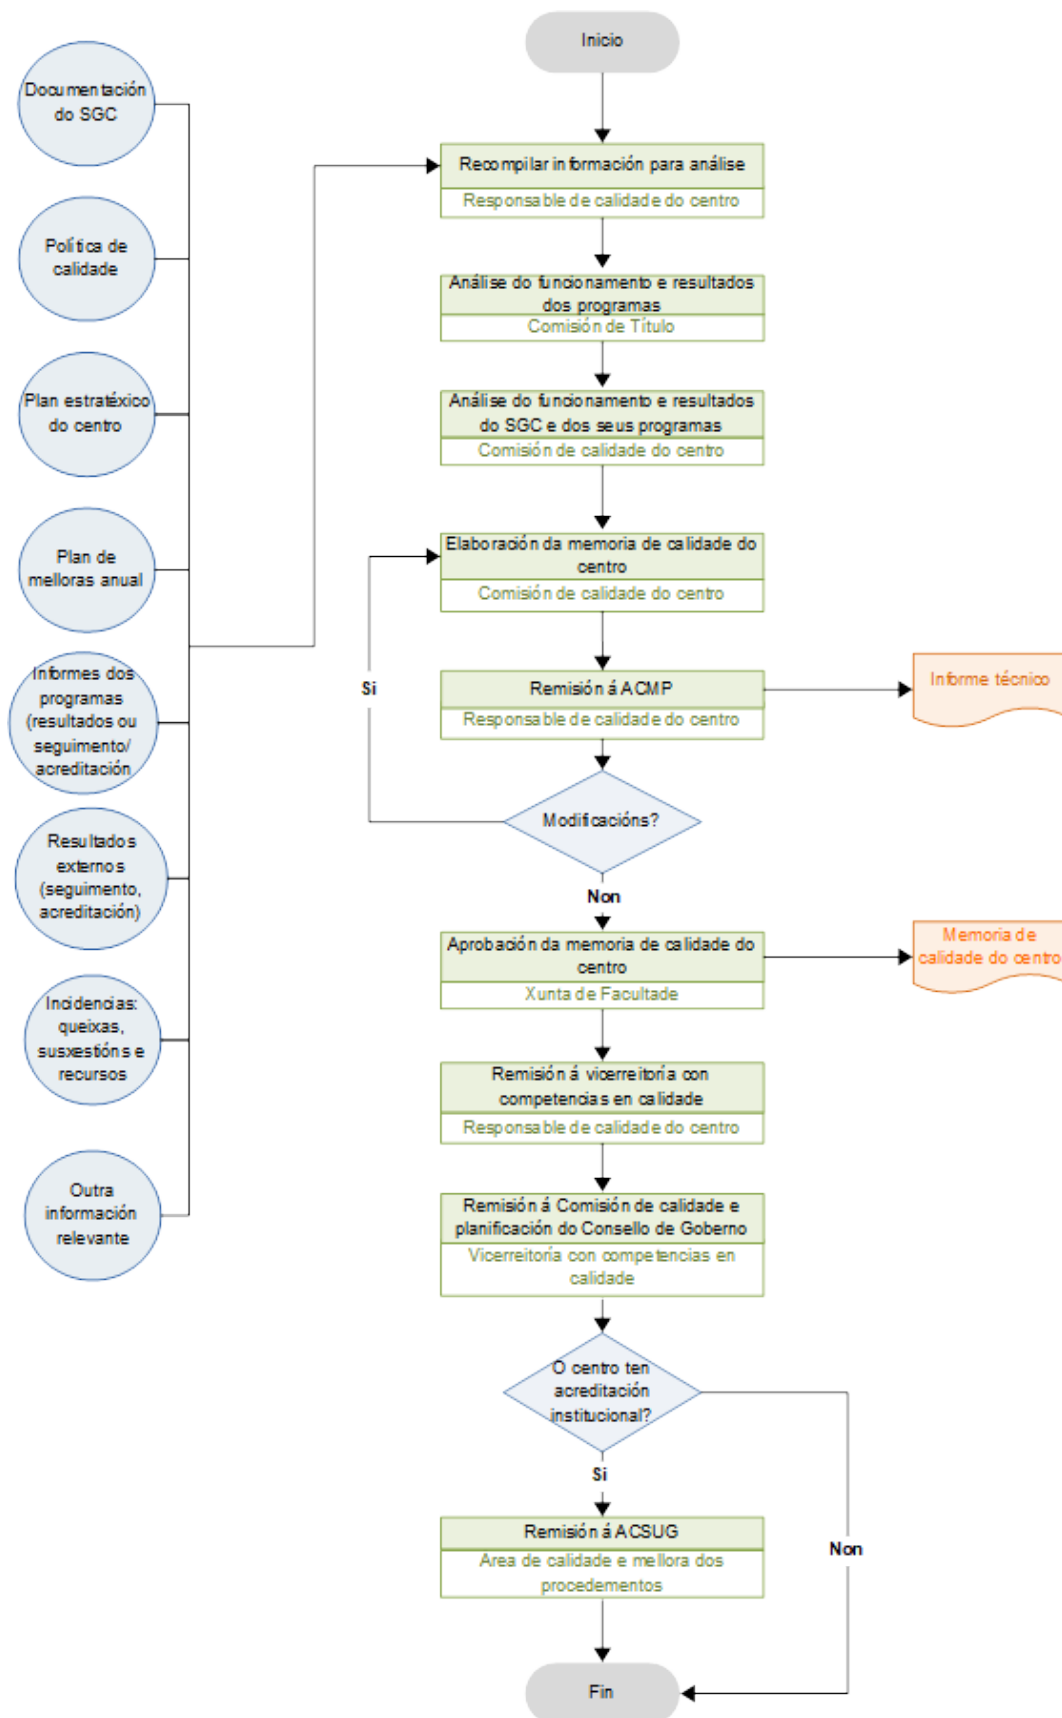 Inicio
Documentación
do SGC
Política de
calidade
Plan estratéxico
do centro
Plan de
melloras anual
Informes dos
programas
(resultados ou
seguimento/
acreditación
Resultados
externos
(seguimento,
acreditación)
Incidencias:
queixas,
susxestións e
recursos
Outra
información
relevante
Recompilar información para análise
Responsable de calidade do centro
Análise do funcionamento e resultados
dos programas
Comisión de Título
Análise do funcionamento e resultados
do SGC e dos seus programas
Comisión de calidade do centro
Elaboración da memoria de calidade do
centro
Comisión de calidade do centro
Si
Remisión á ACMP
Responsable de calidade do centro
Informe técnico
Modificacións?
Non
Aprobación da memoria de calidade do
centro
Xunta de Facultade
Memoria de
calidade do centro
Remisión á vicerreitoría con
competencias en calidade
Responsable de calidade do centro
Remisión á Comisión de calidade e
planificación do Consello de Goberno
Vicerreitoría con competencias en
calidade
O centro ten
acreditación
institucional?
Si
Non
Remisión á ACSUG
Area de calidade e mellora dos
procedementos
Fin